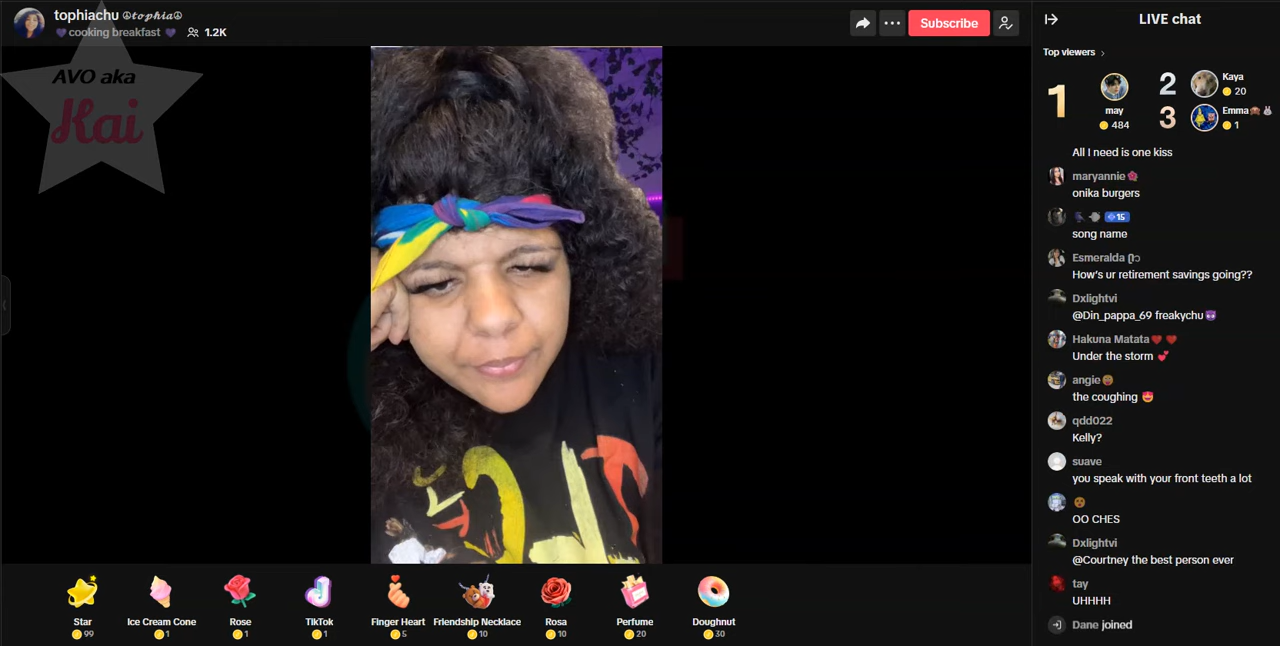 tophiachu ☮𝓽𝓸𝓹𝓱𝓲𝓪☮
💜cooking breakfast 💜 1.2K
Subscribe
AVO aka
Kai
LIVE chat
Top viewers
1
may
484
2
Kaya
20
3
Emma
1
All I need is one kiss
maryannie
onika burgers
15
song name
Esmeralda
How's ur retirement savings going??
Dxlightvi
@Din_pappa_69 freakychu😈
Hakuna Matata❤️ ❤️
Under the storm 💕
angie
the coughing 😍
qdd022
Kelly?
suave
you speak with your front teeth a lot
OO CHES
Dxlightvi
@Courtney the best person ever
tay
UHHHH
Dane joined
Star
99
Ice Cream Cone
1
Rose
1
TikTok
1
Finger Heart
5
Friendship Necklace
10
Rosa
10
Perfume
20
Doughnut
30